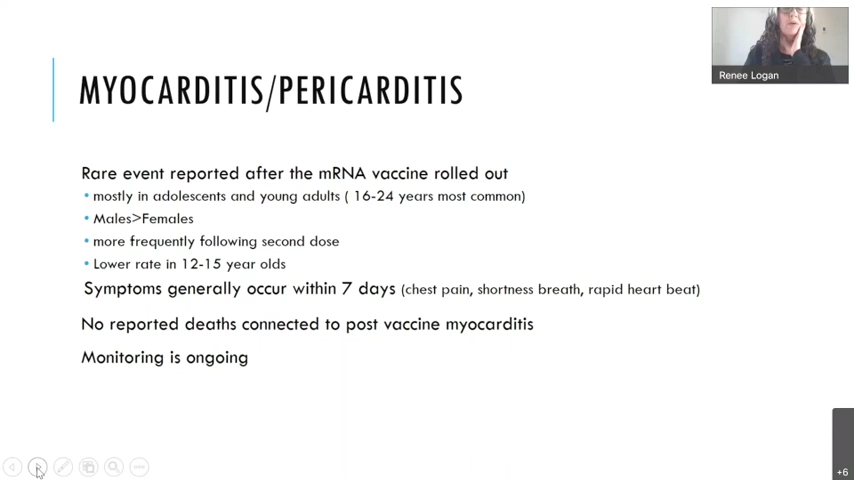 Renee Logan
MYOCARDITIS/PERICARDITIS
Rare event reported after the mRNA vaccine rolled out
• mostly in adolescents and young adults ( 16-24 years most common)
• Males>Females
• more frequently following second dose
• Lower rate in 12-15 year olds
Symptoms generally occur within 7 days (chest pain, shortness breath, rapid heart beat)
No reported deaths connected to post vaccine myocarditis
Monitoring is ongoing
+6